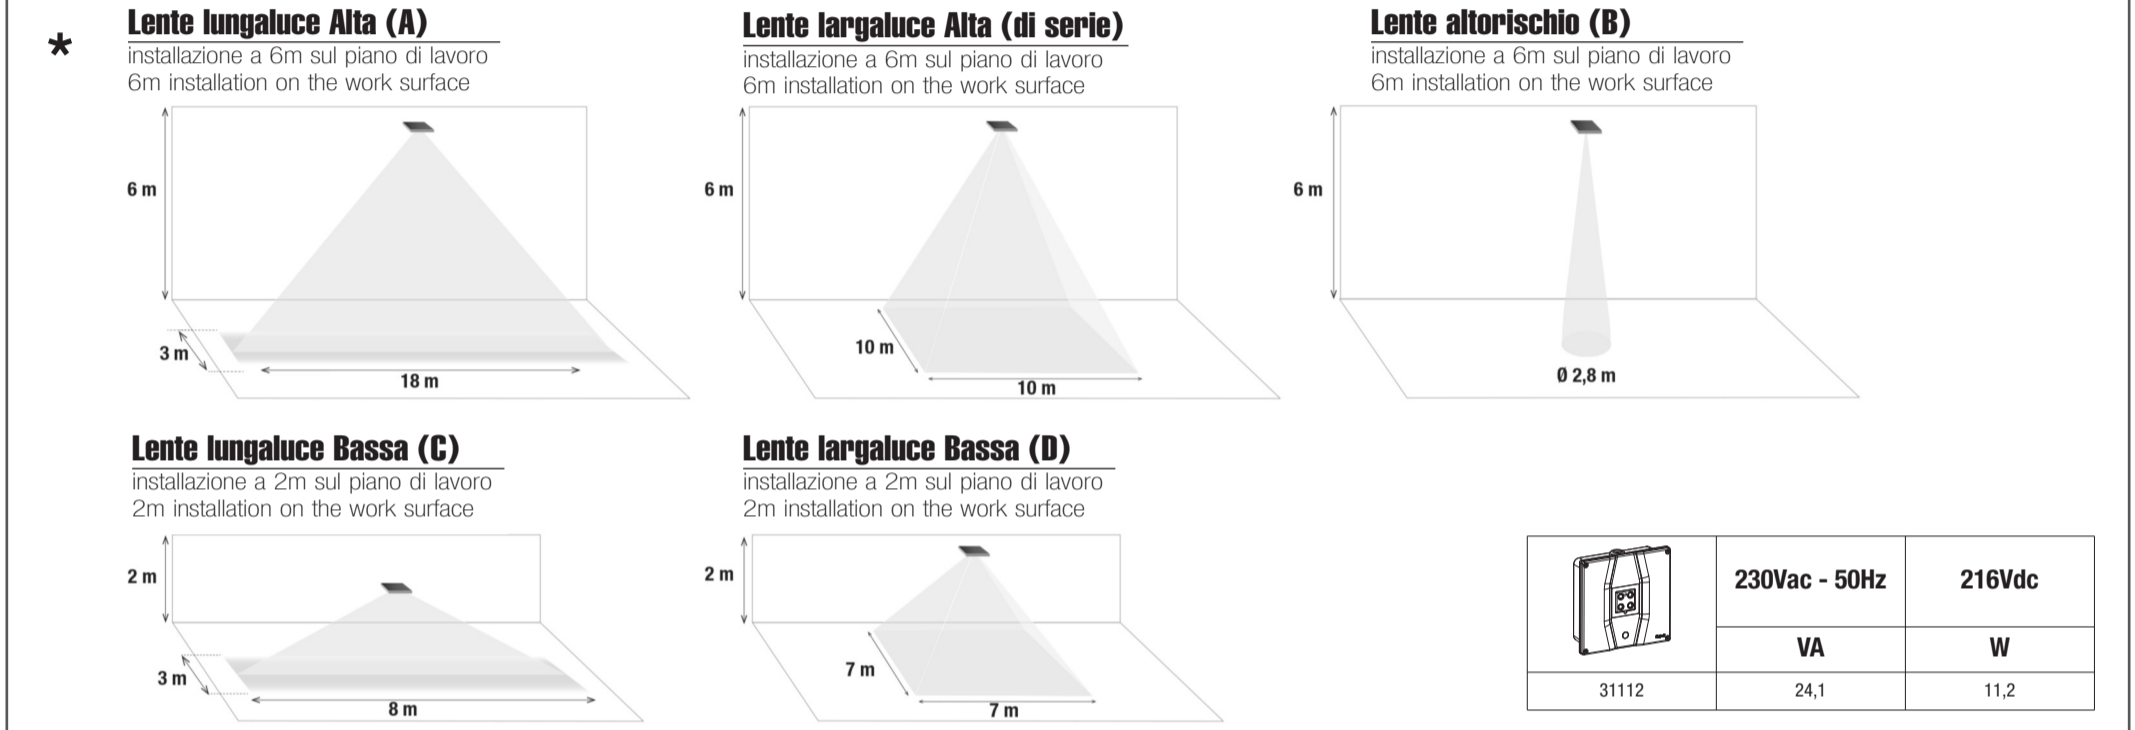 *
Lente lungaluce Alta (A)
installazione a 6m sul piano di lavoro
6m installation on the work surface
6 m
3 m
18 m
Lente largaluce Alta (di serie)
installazione a 6m sul piano di lavoro
6m installation on the work surface
6 m
10 m
10 m
Lente altorischio (B)
installazione a 6m sul piano di lavoro
6m installation on the work surface
6 m
Ø 2,8 m
Lente lungaluce Bassa (C)
installazione a 2m sul piano di lavoro
2m installation on the work surface
2 m
3 m
8 m
Lente largaluce Bassa (D)
installazione a 2m sul piano di lavoro
2m installation on the work surface
2 m
7 m
7 m
230Vac - 50Hz 216Vdc
VA W
31112 24,1 11,2